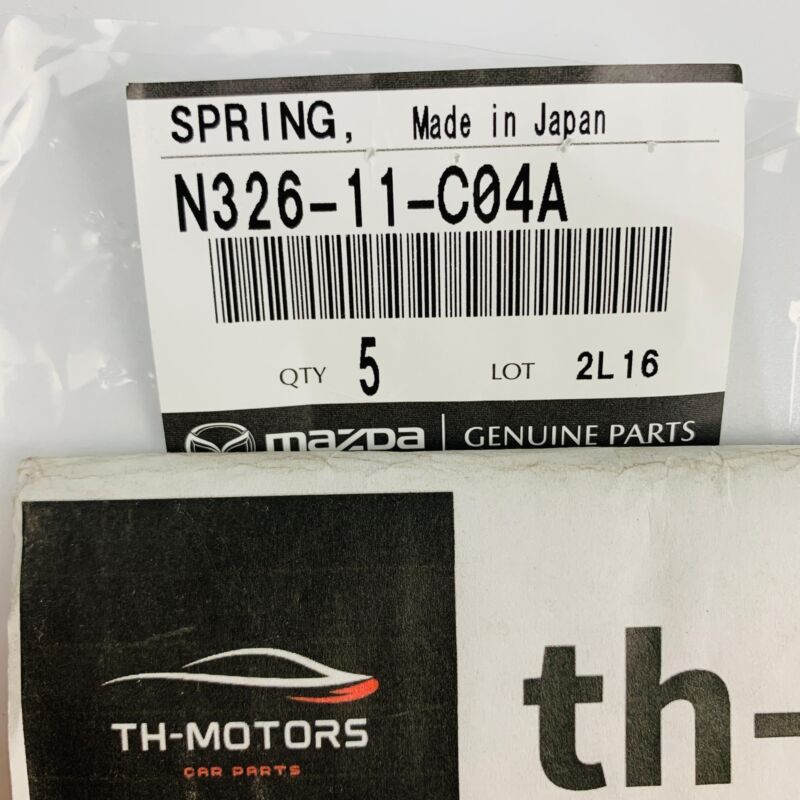 SPRING, Made in Japan
N326-11-C04A
QTY 5 LOT 2L16
mazda GENUINE PARTS
TH-MOTORS
CAR PARTS
th-